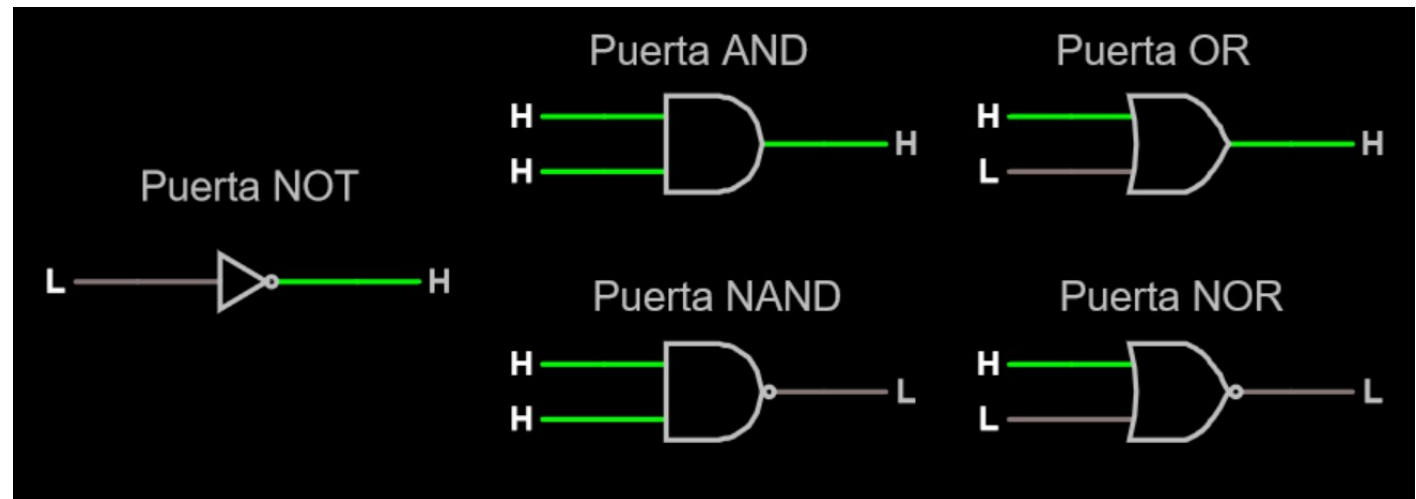 Puerta NOT
L H
Puerta AND
H
H
H
Puerta OR
H
H
L
Puerta NAND
H
L
H
Puerta NOR
H
L
L